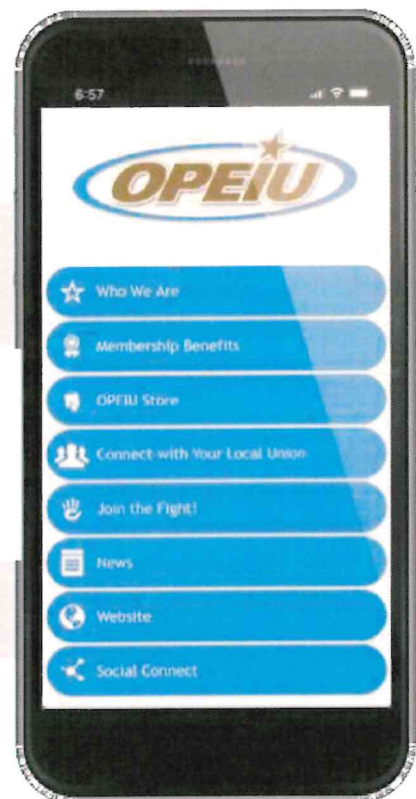 6:57
OPEIU
Who We Are
Membership Benefits
OPEIU Store
Connect with Your Local Union
Join the Fight!
News
Website
Social Connect